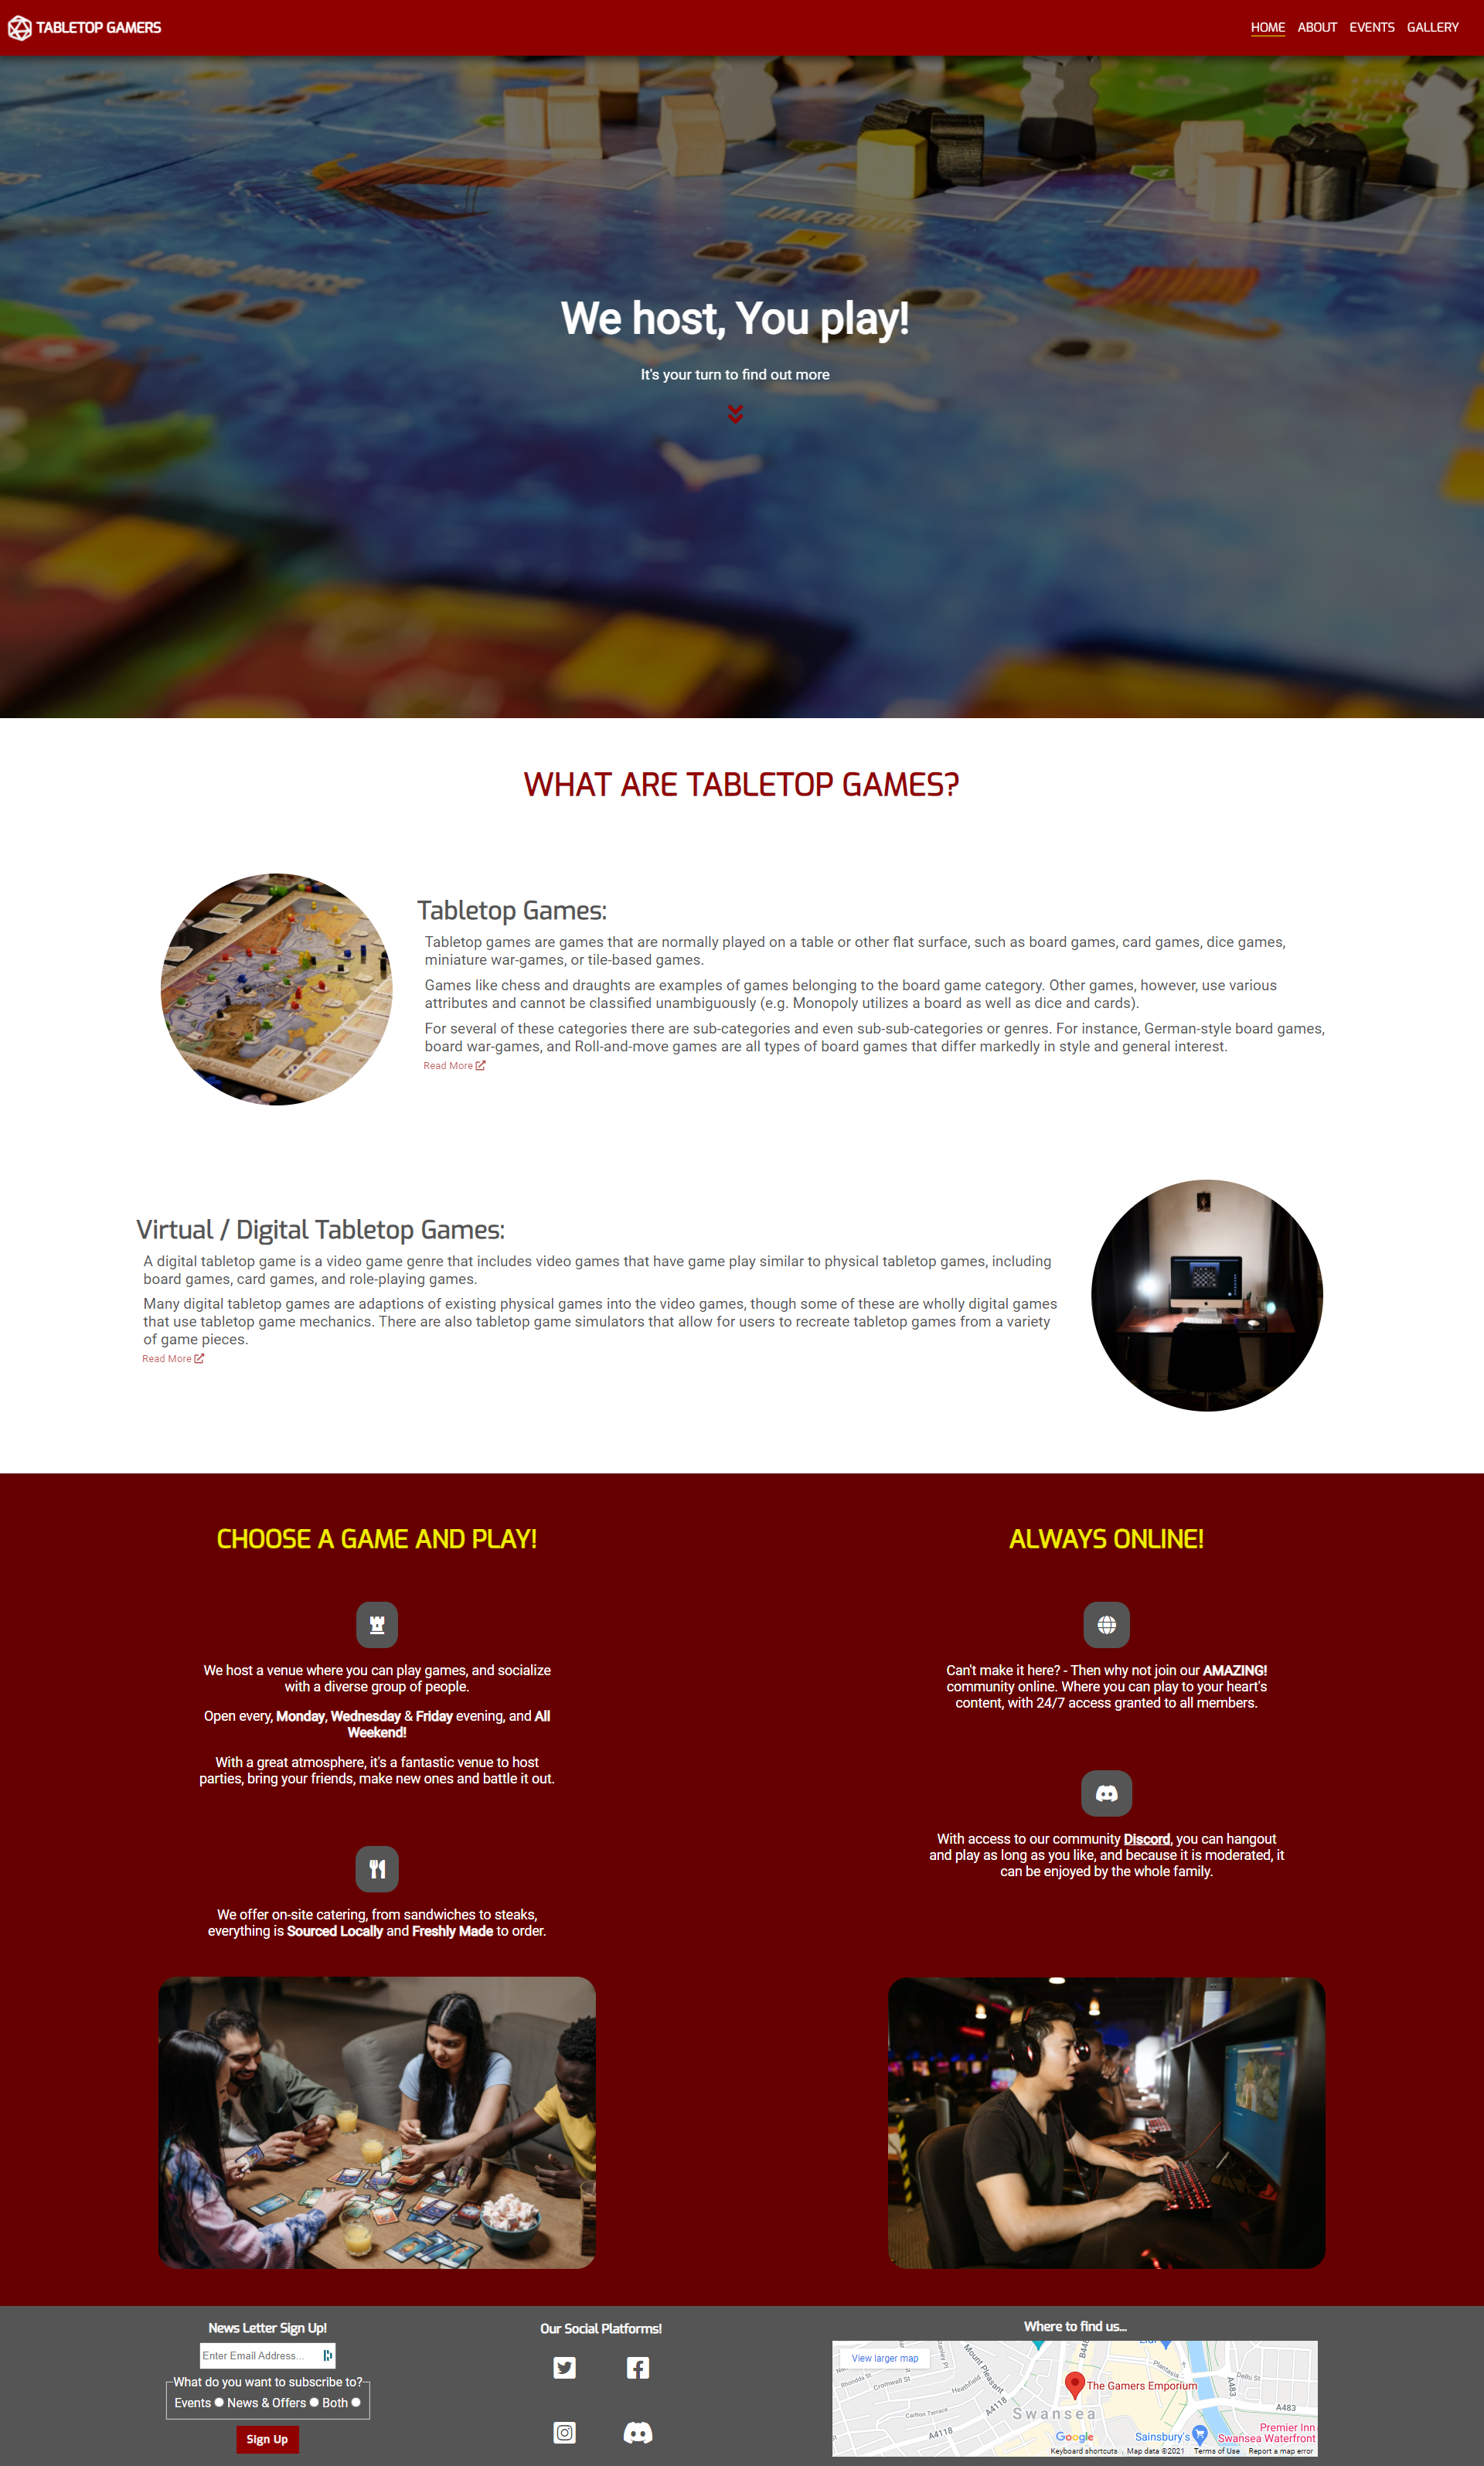 TABLETOP GAMERS
HOME ABOUT EVENTS GALLERY
HARBOUR
LONG HOUSE
We host, You play!
It's your turn to find out more
WHAT ARE TABLETOP GAMES?
Tabletop Games:
Tabletop games are games that are normally played on a table or other flat surface, such as board games, card games, dice games,
miniature war-games, or tile-based games.
Games like chess and draughts are examples of games belonging to the board game category. Other games, however, use various
attributes and cannot be classified unambiguously (e.g. Monopoly utilizes a board as well as dice and cards).
For several of these categories there are sub-categories and even sub-sub-categories or genres. For instance, German-style board games,
board war-games, and Roll-and-move games are all types of board games that differ markedly in style and general interest.
Read More
Virtual / Digital Tabletop Games:
A digital tabletop game is a video game genre that includes video games that have game play similar to physical tabletop games, including
board games, card games, and role-playing games.
Many digital tabletop games are adaptions of existing physical games into the video games, though some of these are wholly digital games
that use tabletop game mechanics. There are also tabletop game simulators that allow for users to recreate tabletop games from a variety
of game pieces.
Read More
CHOOSE A GAME AND PLAY!
We host a venue where you can play games, and socialize
with a diverse group of people.
Open every, Monday, Wednesday & Friday evening, and All
Weekend!
With a great atmosphere, it's a fantastic venue to host
parties, bring your friends, make new ones and battle it out.
We offer on-site catering, from sandwiches to steaks,
everything is Sourced Locally and Freshly Made to order.
ALWAYS ONLINE!
Can't make it here? - Then why not join our AMAZING!
community online. Where you can play to your heart's
content, with 24/7 access granted to all members.
With access to our community Discord, you can hangout
and play as long as you like, and because it is moderated, it
can be enjoyed by the whole family.
News Letter Sign Up!
Enter Email Address...
What do you want to subscribe to?
Events News & Offers Both
Sign Up
Our Social Platforms!
Where to find us...
View larger map
Mount Pleasant
B448
Plantasia
Delhi St
A483
Rhondda St
Cromwell St
Heathfield
The Gamers Emporium
A4118
Carlton Terrace
Swansea
A483
A4118
Sainsbury's
Premier Inn
Swansea Waterfront
Google
Keyboard shortcuts Map data ©2021 Terms of Use Report a map error